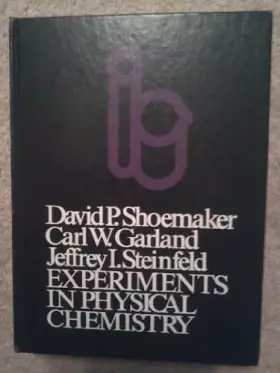 David P. Shoemaker
Carl W. Garland
Jeffrey I. Steinfeld
EXPERIMENTS
IN PHYSICAL
CHEMISTRY